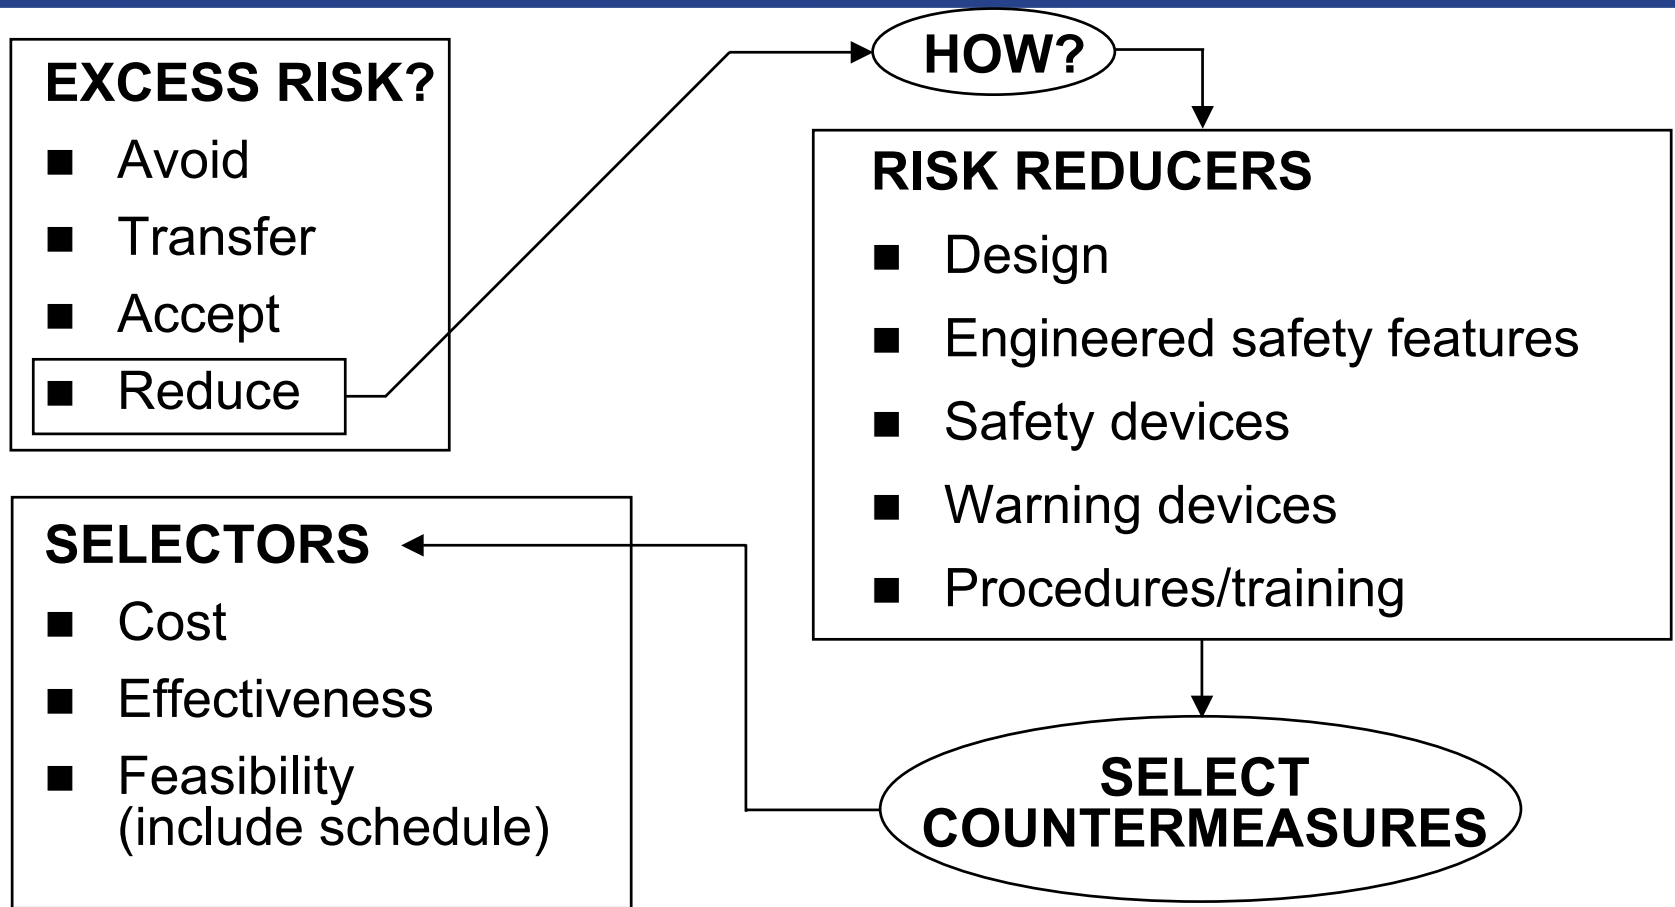 EXCESS RISK?
■ Avoid
■ Transfer
■ Accept
■ Reduce
HOW?
RISK REDUCERS
■ Design
■ Engineered safety features
■ Safety devices
■ Warning devices
■ Procedures/training
SELECT
COUNTERMEASURES
SELECTORS
■ Cost
■ Effectiveness
■ Feasibility
(include schedule)